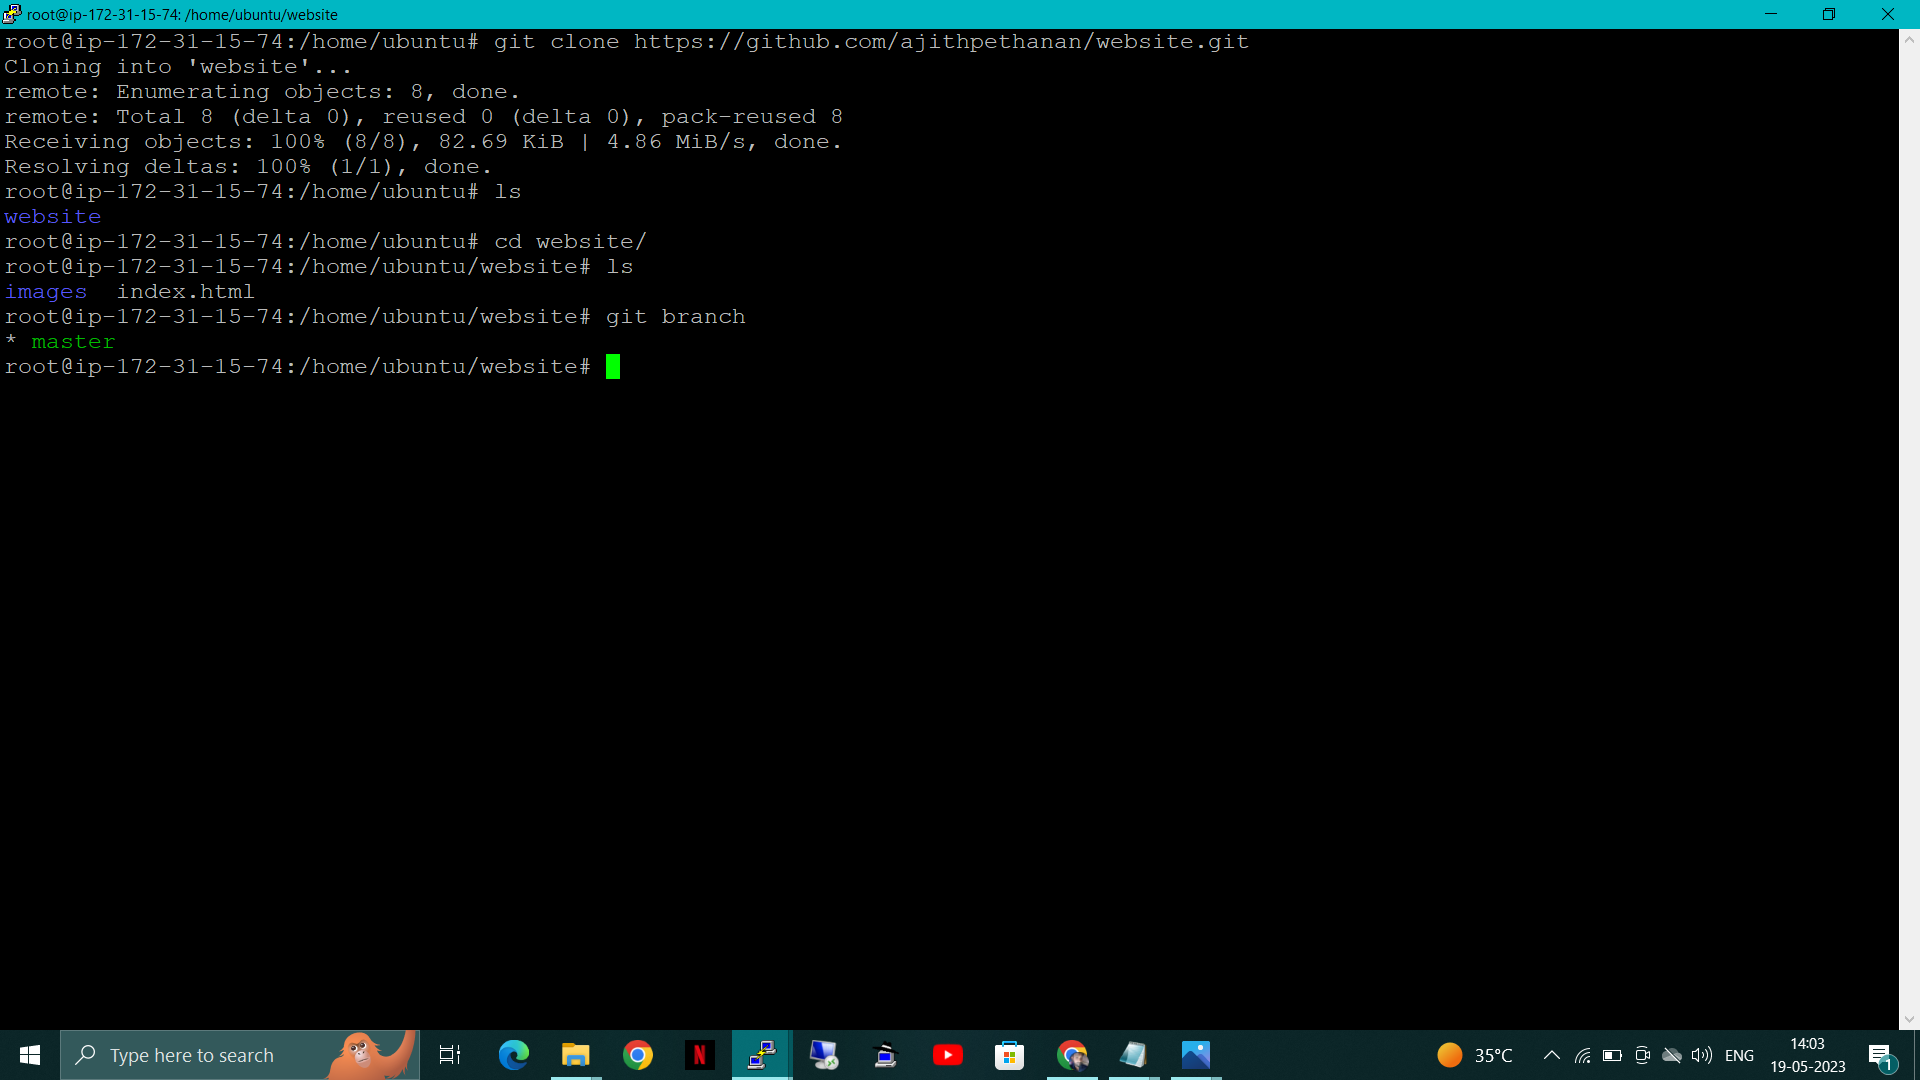 root@ip-172-31-15-74: /home/ubuntu/website
root@ip-172-31-15-74:/home/ubuntu# git clone https://github.com/ajithpethanan/website.git
Cloning into 'website'...
remote: Enumerating objects: 8, done.
remote: Total 8 (delta 0), reused 0 (delta 0), pack-reused 8
Receiving objects: 100% (8/8), 82.69 KiB | 4.86 MiB/s, done.
Resolving deltas: 100% (1/1), done.
root@ip-172-31-15-74:/home/ubuntu# ls
website
root@ip-172-31-15-74:/home/ubuntu# cd website/
root@ip-172-31-15-74:/home/ubuntu/website# ls
images  index.html
root@ip-172-31-15-74:/home/ubuntu/website# git branch
* master
root@ip-172-31-15-74:/home/ubuntu/website#
Type here to search
N
35°C
ENG
14:03
19-05-2023
1